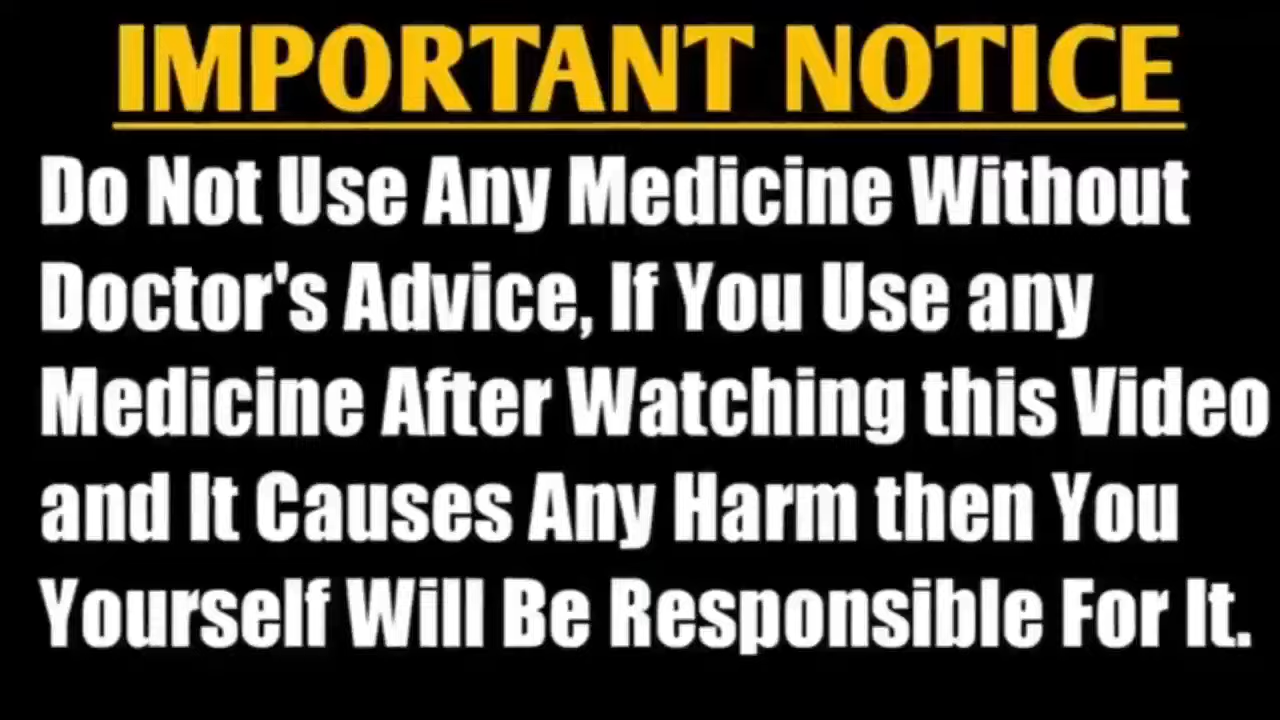 IMPORTANT NOTICE
Do Not Use Any Medicine Without
Doctor's Advice, If You Use any
Medicine After Watching this Video
and It Causes Any Harm then You
Yourself Will Be Responsible For It.